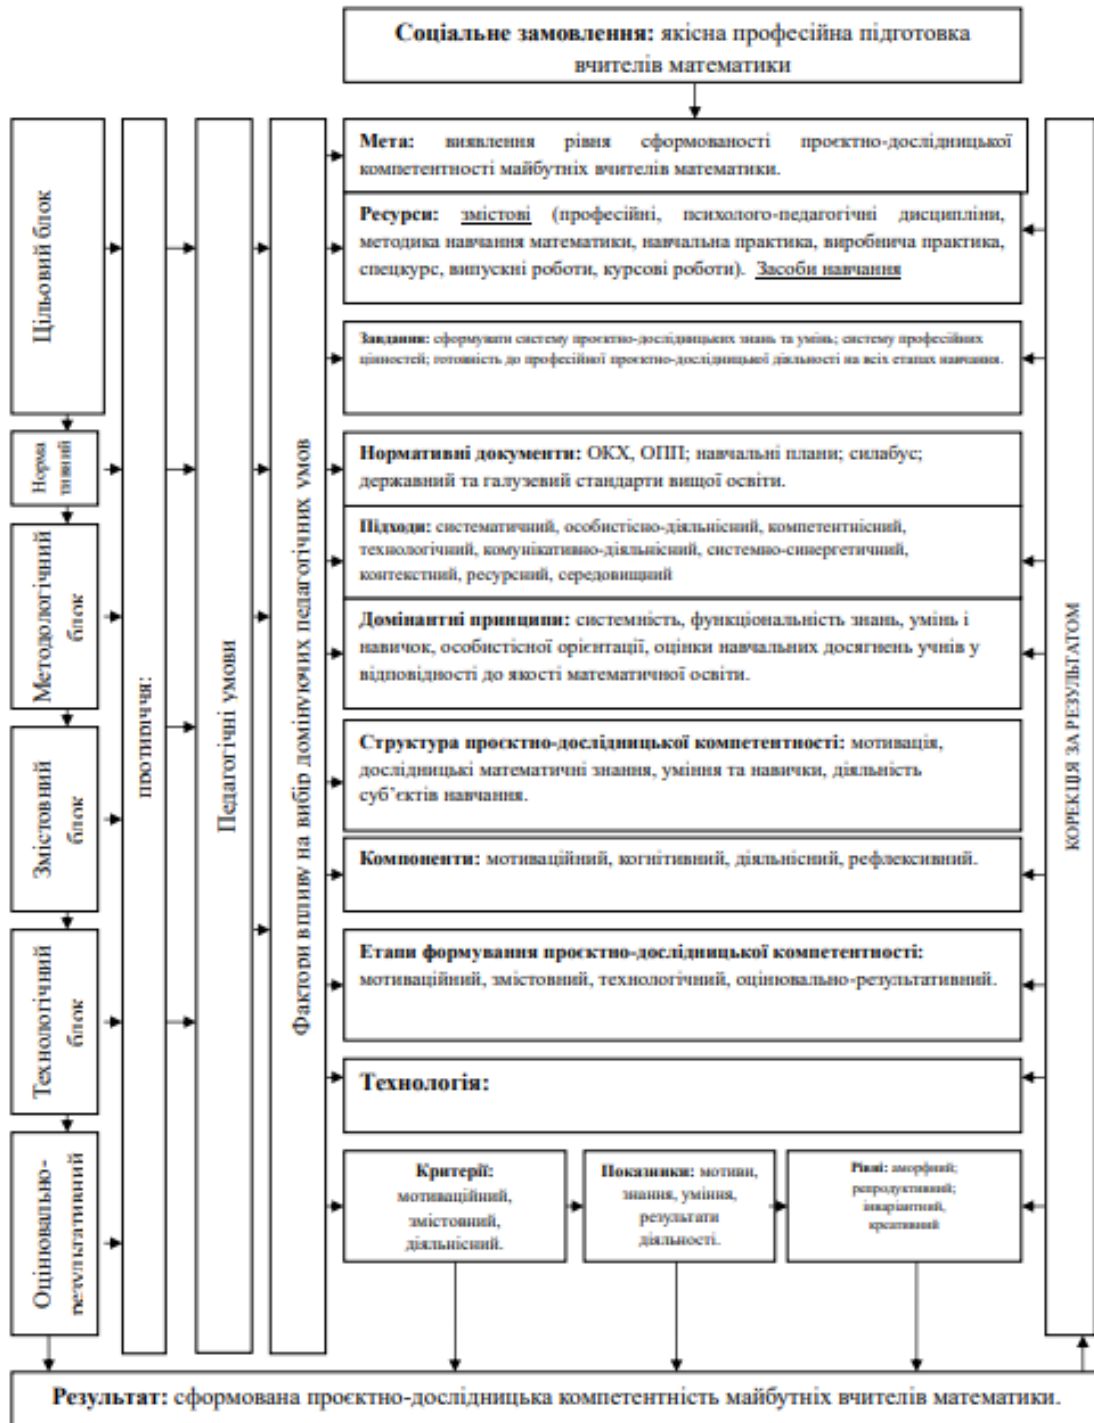 Соціальне замовлення: якісна професійна підготовка
вчителів математики
Цільовий блок
Норма
тивний
Методологічний
блок
Змістовний
блок
Технологічний
блок
Оцінювально-
результативний
протиріччя:
Педагогічні умови
Фактори впливу на вибір домінуючих педагогічних умов
Мета: виявлення рівня сформованості проєктно-дослідницької
компетентності майбутніх вчителів математики.
Ресурси: змістові (професійні, психолого-педагогічні дисципліни,
методика навчання математики, навчальна практика, виробнича практика,
спецкурс, випускні роботи, курсові роботи). Засоби навчання
Завдання: сформувати систему проєктно-дослідницьких знань та умінь; систему професійних
цінностей; готовність до професійної проєктно-дослідницької діяльності на всіх етапах навчання.
Нормативні документи: ОКХ, ОПП; навчальні плани; силабус;
державний та галузевий стандарти вищої освіти.
Підходи: систематичний, особистісно-діяльнісний, компетентнісний,
технологічний, комунікативно-діяльнісний, системно-синергетичний,
контекстний, ресурсний, середовищний
Домінантні принципи: системність, функціональність знань, умінь і
навичок, особистісної орієнтації, оцінки навчальних досягнень учнів у
відповідності до якості математичної освіти.
Структура проєктно-дослідницької компетентності: мотивація,
дослідницькі математичні знання, уміння та навички, діяльність
суб’єктів навчання.
Компоненти: мотиваційний, когнітивний, діяльнісний, рефлексивний.
Етапи формування проєктно-дослідницької компетентності:
мотиваційний, змістовний, технологічний, оцінювально-результативний.
Технологія:
Критерії:
мотиваційний,
змістовний,
діяльнісний.
Показники: мотиви,
знання, уміння,
результати
діяльності.
Рівні: аморфний;
репродуктивний;
інваріантний,
креативний
КОРЕКЦІЯ ЗА РЕЗУЛЬТАТОМ
Результат: сформована проєктно-дослідницька компетентність майбутніх вчителів математики.